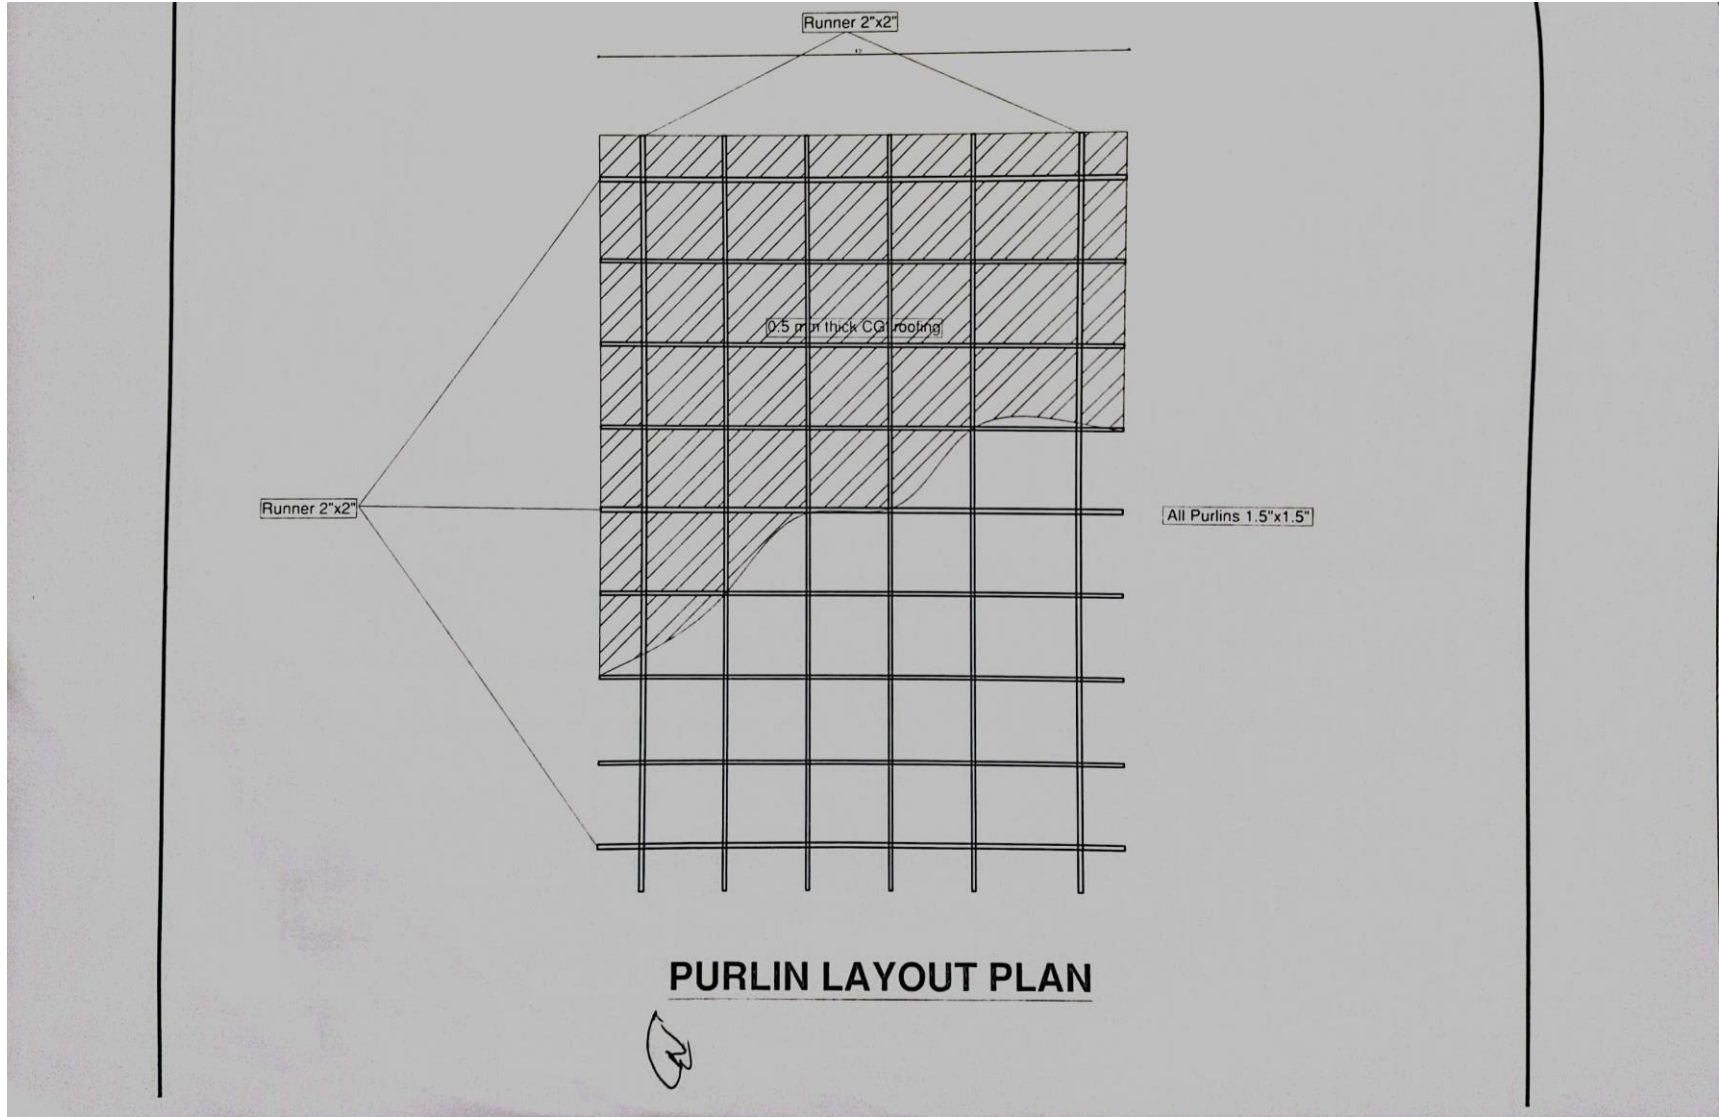 Runner 2"x2"
0.5 mm thick CGI roofing
Runner 2"x2"
All Purlins 1.5"x1.5"
PURLIN LAYOUT PLAN